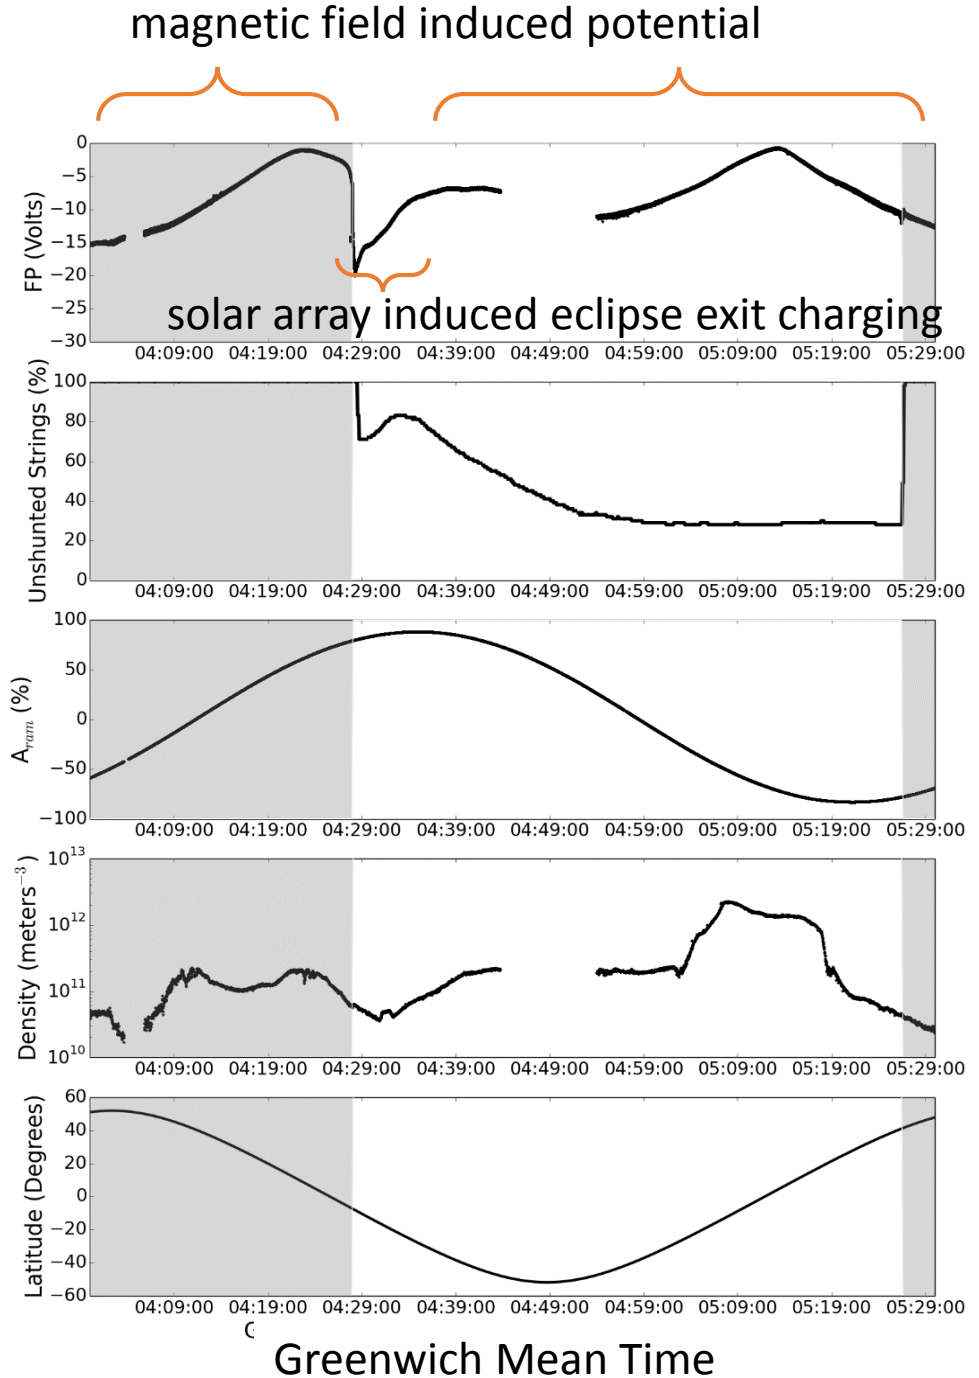 magnetic field induced potential
FP (Volts)
0
−5
−10
−15
−20
−25
−30
solar array induced eclipse exit charging
04:09:00 04:19:00 04:29:00 04:39:00 04:49:00 04:59:00 05:09:00 05:19:00 05:29:00
Unshunted Strings (%)
100
80
60
40
20
0
04:09:00 04:19:00 04:29:00 04:39:00 04:49:00 04:59:00 05:09:00 05:19:00 05:29:00
A_ram (%)
100
50
0
−50
−100
04:09:00 04:19:00 04:29:00 04:39:00 04:49:00 04:59:00 05:09:00 05:19:00 05:29:00
Density (meters⁻³)
10¹³
10¹²
10¹¹
10¹⁰
04:09:00 04:19:00 04:29:00 04:39:00 04:49:00 04:59:00 05:09:00 05:19:00 05:29:00
Latitude (Degrees)
60
40
20
0
−20
−40
−60
04:09:00 04:19:00 04:29:00 04:39:00 04:49:00 04:59:00 05:09:00 05:19:00 05:29:00
Greenwich Mean Time